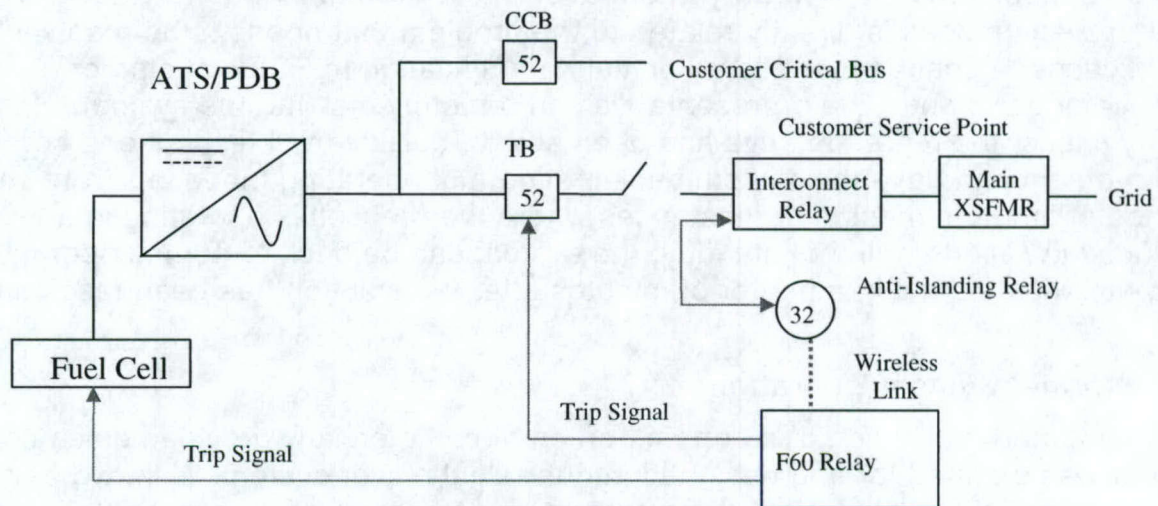 CCB
52
Customer Critical Bus
ATS/PDB
Customer Service Point
TB
52
Interconnect
Relay
Main
XSFMR
Grid
Anti-Islanding Relay
32
Fuel Cell
Wireless
Link
Trip Signal
Trip Signal
F60 Relay